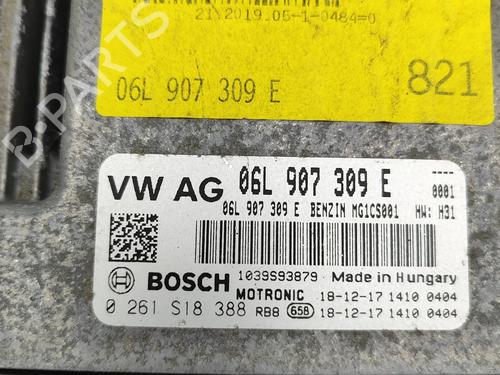 21\2019.05-1-0484=0
06L 907 309 E
821
B-PARTS
VW AG 06L 907 309 E 0001
06L 907 309 E BENZIN MG1CS001 HW: H31
BOSCH 1039S93879 Made in Hungary
MOTRONIC 18-12-17 1410 0404
0 261 S18 388 RB8 658 18-12-17 1410 0404